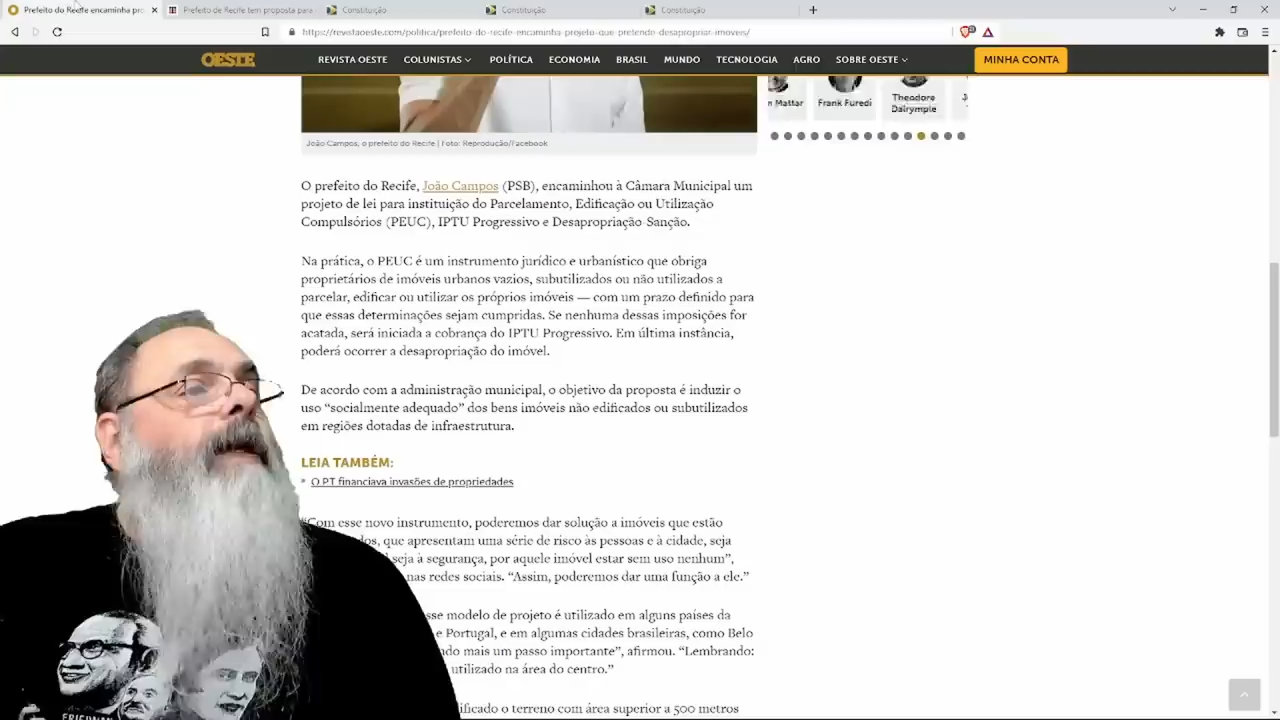 Prefeito do Recife encaminha pro
Prefeito de Recife tem proposta para
Constituição
Constituição
Constituição
https://revistaoeste.com/politica/prefeito-do-recife-encaminha-projeto-que-pretende-desapropriar-imoveis/
OESTE
REVISTA OESTE
COLUNISTAS
POLÍTICA
ECONOMIA
BRASIL
MUNDO
TECNOLOGIA
AGRO
SOBRE OESTE
MINHA CONTA
Mattar
Frank Furedi
Theodore
Dalrymple
João Campos, o prefeito do Recife | Foto: Reprodução/Facebook
O prefeito do Recife, João Campos (PSB), encaminhou à Câmara Municipal um
projeto de lei para instituição do Parcelamento, Edificação ou Utilização
Compulsórios (PEUC), IPTU Progressivo e Desapropriação-Sanção.
Na prática, o PEUC é um instrumento jurídico e urbanístico que obriga
proprietários de imóveis urbanos vazios, subutilizados ou não utilizados a
parcelar, edificar ou utilizar os próprios imóveis — com um prazo definido para
que essas determinações sejam cumpridas. Se nenhuma dessas imposições for
acatada, será iniciada a cobrança do IPTU Progressivo. Em última instância,
poderá ocorrer a desapropriação do imóvel.
De acordo com a administração municipal, o objetivo da proposta é induzir o
uso “socialmente adequado” dos bens imóveis não edificados ou subutilizados
em regiões dotadas de infraestrutura.
LEIA TAMBÉM:
O PT financiava invasões de propriedades
“Com esse novo instrumento, poderemos dar solução a imóveis que estão
que apresentam uma série de risco às pessoas e à cidade, seja
seja à segurança, por aquele imóvel estar sem uso nenhum”,
nas redes sociais. “Assim, poderemos dar uma função a ele.”
sse modelo de projeto é utilizado em alguns países da
e Portugal, e em algumas cidades brasileiras, como Belo
ndo mais um passo importante”, afirmou. “Lembrando:
utilizado na área do centro.”
ificado o terreno com área superior a 500 metros
FRIEDMAN